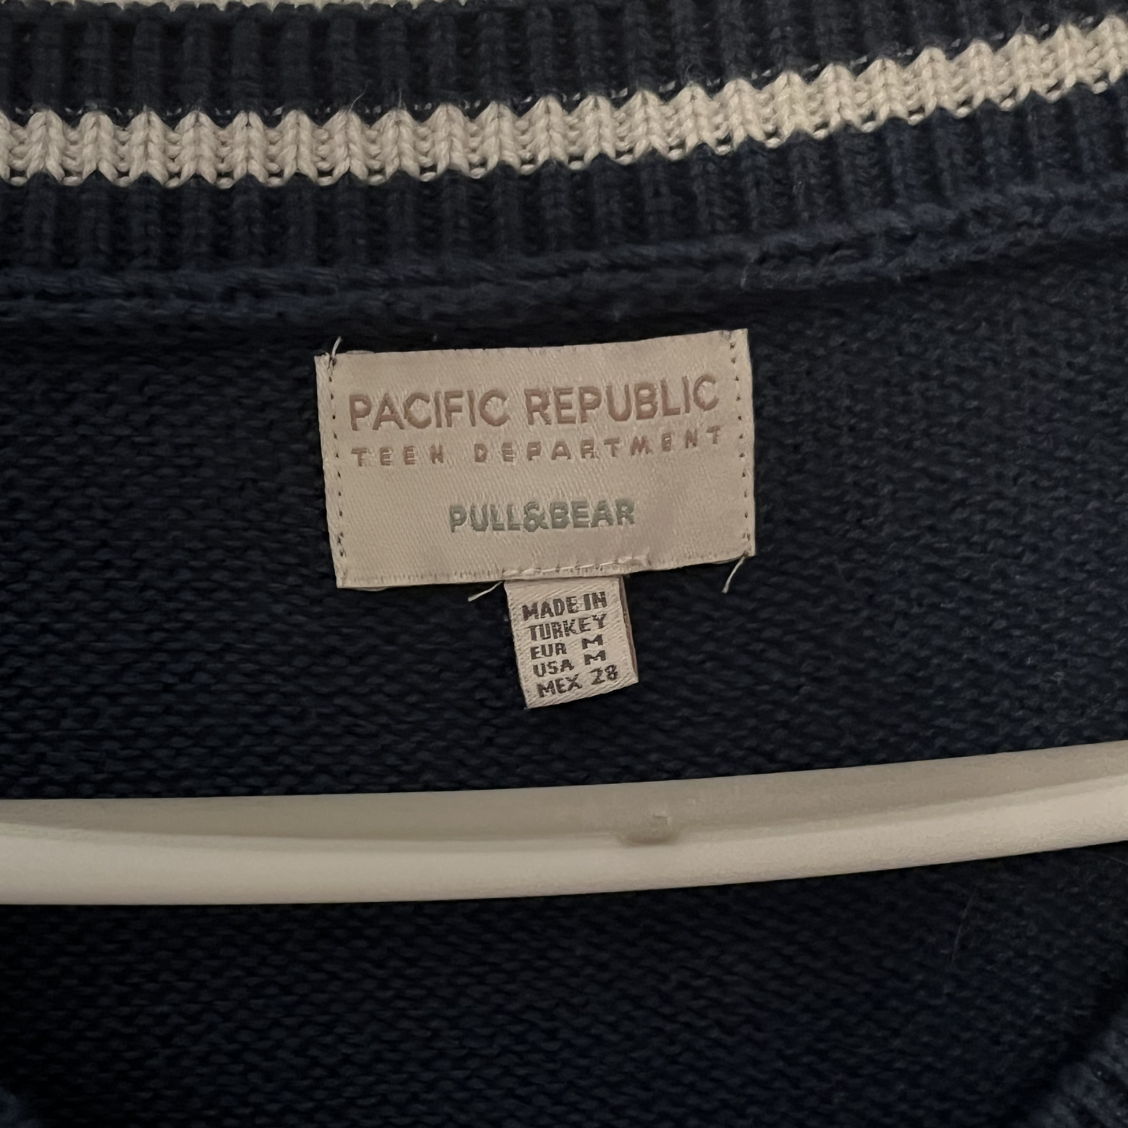 PACIFIC REPUBLIC
TEEN DEPARTMENT
PULL&BEAR
MADE IN
TURKEY
EUR M
USA M
MEX 28